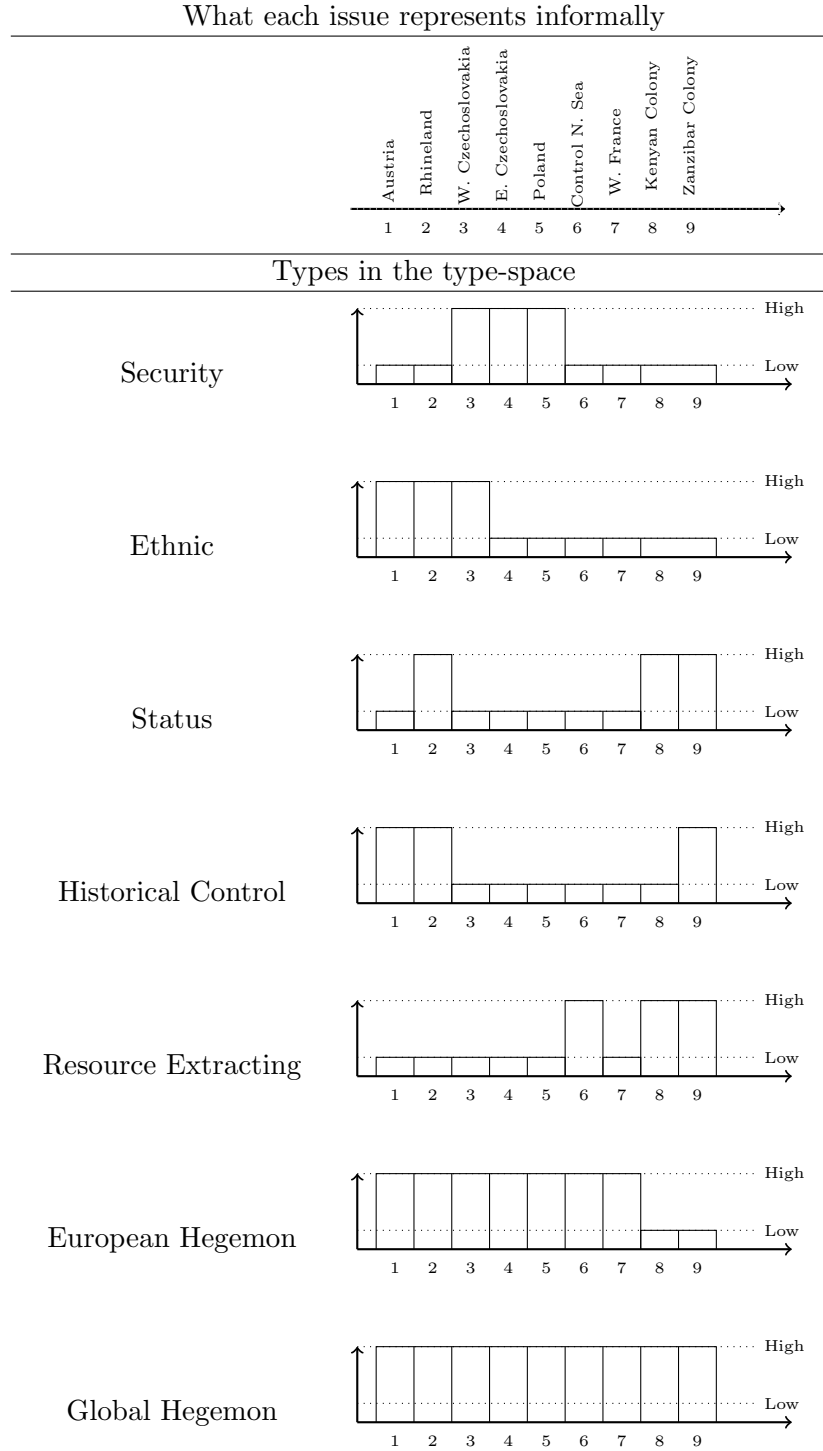 What each issue represents informally
Austria
Rhineland
W. Czechoslovakia
E. Czechoslovakia
Poland
Control N. Sea
W. France
Kenyan Colony
Zanzibar Colony
1 2 3 4 5 6 7 8 9
Types in the type-space
High
Security
Low
1 2 3 4 5 6 7 8 9
High
Ethnic
Low
1 2 3 4 5 6 7 8 9
High
Status
Low
1 2 3 4 5 6 7 8 9
High
Historical Control
Low
1 2 3 4 5 6 7 8 9
High
Resource Extracting
Low
1 2 3 4 5 6 7 8 9
High
European Hegemon
Low
1 2 3 4 5 6 7 8 9
High
Global Hegemon
Low
1 2 3 4 5 6 7 8 9